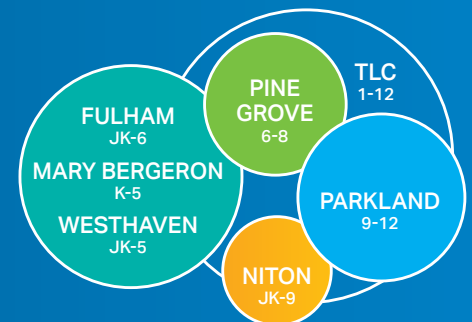 FULHAM
JK-6
MARY BERGERON
K-5
WESTHAVEN
JK-5
PINE
GROVE
6-8
TLC
1-12
PARKLAND
9-12
NITON
JK-9